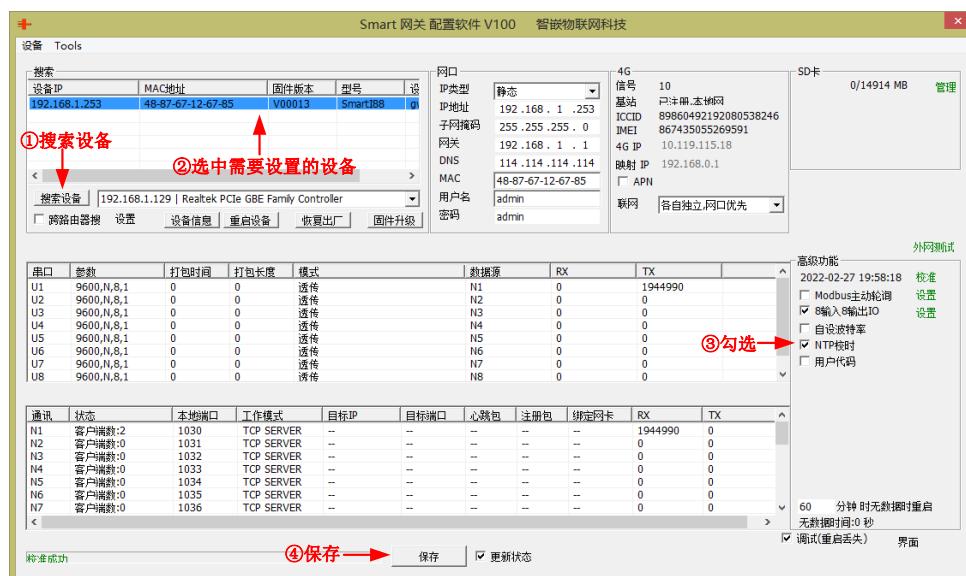 Smart 网关 配置软件 V100 智嵌物联网科技
设备 Tools
搜索
设备IP MAC地址 固件版本 型号 设
192.168.1.253 48-87-67-12-67-85 V00013 SmartI88
①搜索设备
②选中需要设置的设备
搜索设备 192.168.1.129 | Realtek PCIe GBE Family Controller
跨路由器搜 设置 设备信息 重启设备 恢复出厂 固件升级
网口
IP类型 静态
IP地址 192 .168 . 1 .253
子网掩码 255 .255 .255 . 0
网关 192 .168 . 1 . 1
DNS 114 .114 .114 .114
MAC 48-87-67-12-67-85
用户名 admin
密码 admin
4G
信号 10
基站 已注册,本地网
ICCID 89860492192080538246
IMEI 867435055269591
4G IP 10.119.115.18
映射 IP 192.168.0.1
APN
联网 各自独立,网口优先
SD卡
0/14914 MB 管理
外网测试
串口 参数 打包时间 打包长度 模式 数据源 RX TX
U1 9600,N,8,1 0 0 透传 N1 0 1944990
U2 9600,N,8,1 0 0 透传 N2 0 0
U3 9600,N,8,1 0 0 透传 N3 0 0
U4 9600,N,8,1 0 0 透传 N4 0 0
U5 9600,N,8,1 0 0 透传 N5 0 0
U6 9600,N,8,1 0 0 透传 N6 0 0
U7 9600,N,8,1 0 0 透传 N7 0 0
U8 9600,N,8,1 0 0 透传 N8 0 0
高级功能
2022-02-27 19:58:18 校准
Modbus主动轮询 设置
8输入8输出IO 设置
自设波特率
③勾选
NTP校时
用户代码
通讯 状态 本地端口 工作模式 目标IP 目标端口 心跳包 注册包 绑定网卡 RX TX
N1 客户端数:2 1030 TCP SERVER -- -- -- -- -- 1944990 0
N2 客户端数:0 1031 TCP SERVER -- -- -- -- -- 0 0
N3 客户端数:0 1032 TCP SERVER -- -- -- -- -- 0 0
N4 客户端数:0 1033 TCP SERVER -- -- -- -- -- 0 0
N5 客户端数:0 1034 TCP SERVER -- -- -- -- -- 0 0
N6 客户端数:0 1035 TCP SERVER -- -- -- -- -- 0 0
N7 客户端数:0 1036 TCP SERVER -- -- -- -- -- 0 0
60 分钟 时无数据时重启
无数据时间:0 秒
调试(重启丢失) 界面
校准成功
④保存
保存 更新状态